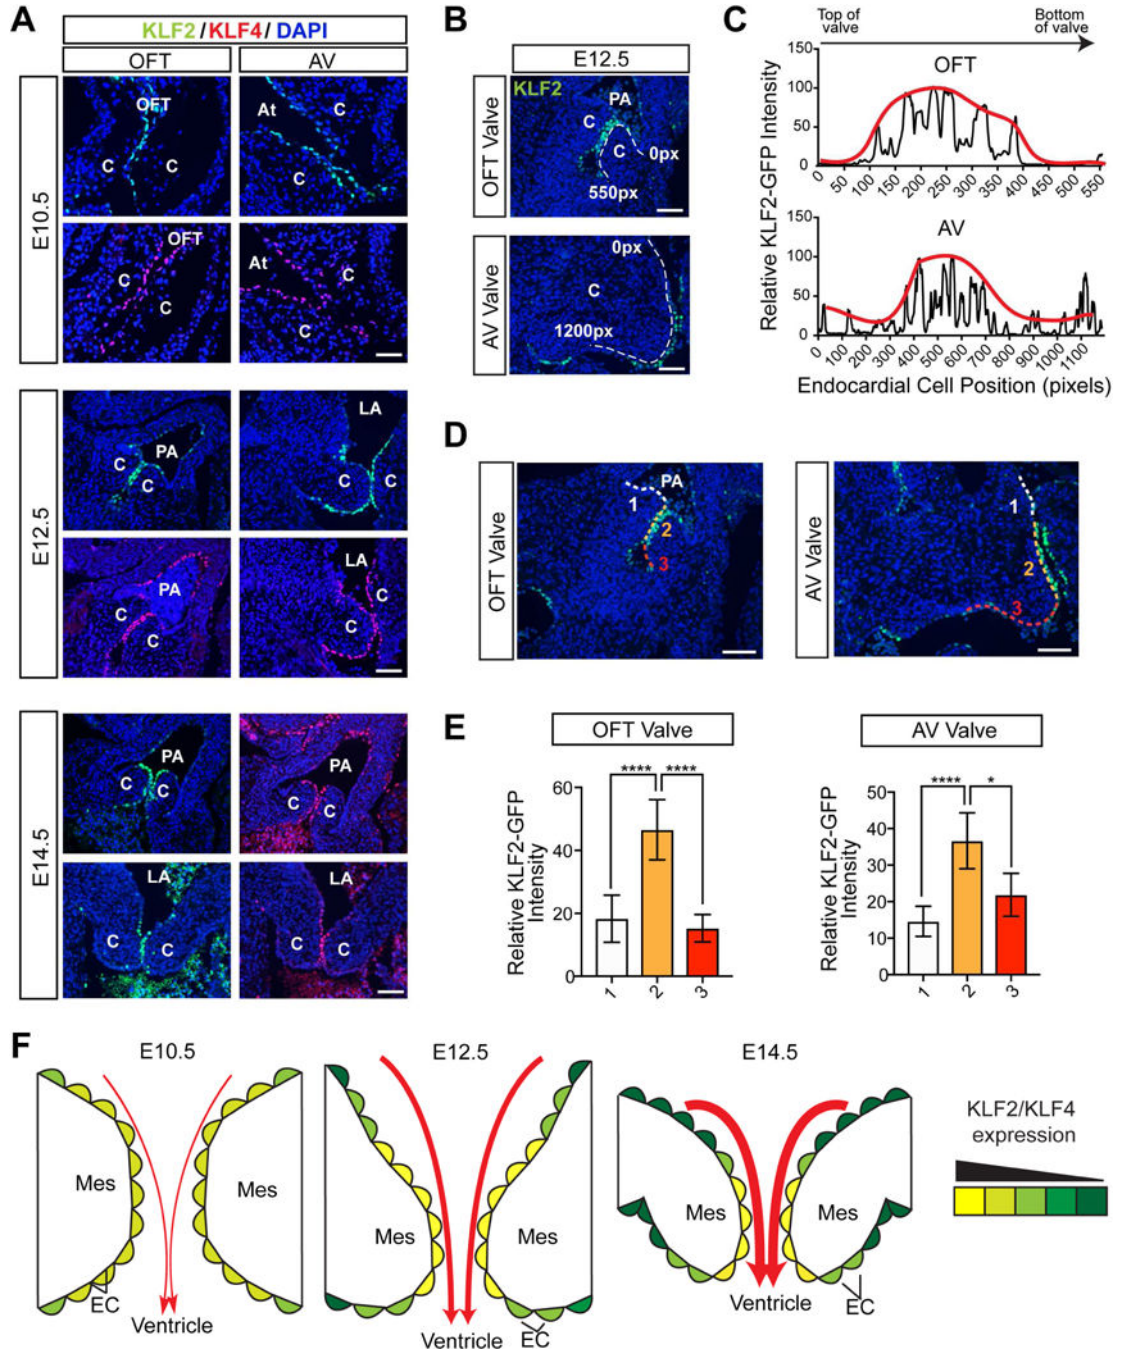 A
KLF2 / KLF4 / DAPI
OFT
AV
E10.5
OFT
C
C
At
C
C
OFT
C
C
At
C
C
E12.5
PA
C
C
LA
C
C
PA
C
C
LA
C
C
E14.5
PA
C
C
PA
C
C
LA
C
C
LA
C
C
B
E12.5
OFT Valve
KLF2
PA
C
C
0px
550px
AV Valve
0px
C
1200px
C
Top of valve
Bottom of valve
Relative KLF2-GFP Intensity
OFT
150
100
50
0
0 50 100 150 200 250 300 350 400 450 500 550
AV
150
100
50
0
0 100 200 300 400 500 600 700 800 900 1000 1100
Endocardial Cell Position (pixels)
D
OFT Valve
PA
1
2
3
AV Valve
1
2
3
E
OFT Valve
Relative KLF2-GFP Intensity
60
40
20
0
**** ****
1 2 3
AV Valve
Relative KLF2-GFP Intensity
50
40
30
20
10
0
**** *
1 2 3
F
E10.5
Mes
Mes
EC
Ventricle
E12.5
Mes
Mes
Ventricle
EC
E14.5
Mes
Mes
Ventricle
EC
KLF2/KLF4
expression